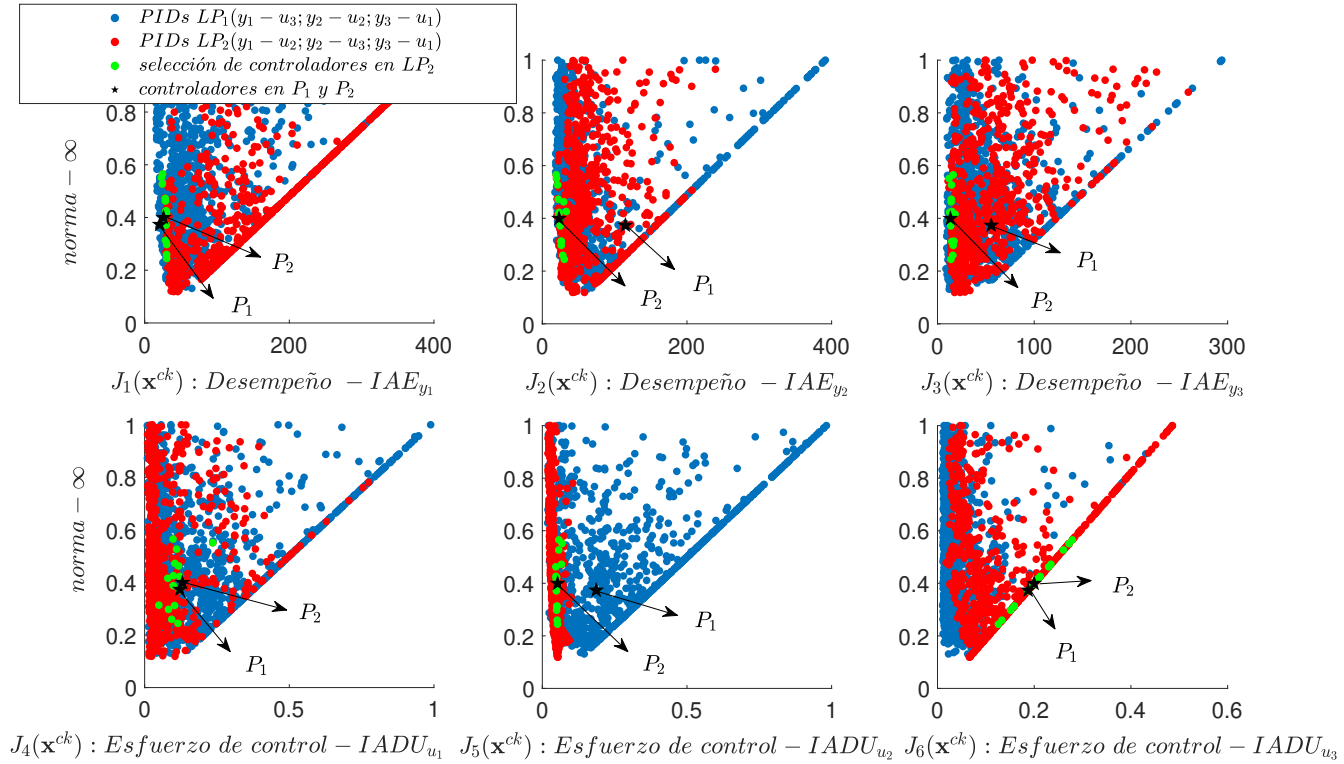 PIDs LP₁(y₁ − u₃; y₂ − u₂; y₃ − u₁)
PIDs LP₂(y₁ − u₂; y₂ − u₃; y₃ − u₁)
selección de controladores en LP₂
controladores en P₁ y P₂
norma − ∞
0.8
0.6
0.4
0.2
0
0 200 400
P₂
P₁
J₁(x^{ck}) : Desempeño − IAE_{y₁}
1
0.8
0.6
0.4
0.2
0
0 100 200 300 400
P₁
P₂
J₂(x^{ck}) : Desempeño − IAE_{y₂}
1
0.8
0.6
0.4
0.2
0
0 100 200 300
P₁
P₂
J₃(x^{ck}) : Desempeño − IAE_{y₃}
norma − ∞
1
0.8
0.6
0.4
0.2
0
0 0.5 1
P₂
P₁
J₄(x^{ck}) : Esfuerzo de control − IADU_{u₁}
1
0.8
0.6
0.4
0.2
0
0 0.5 1
P₁
P₂
J₅(x^{ck}) : Esfuerzo de control − IADU_{u₂}
1
0.8
0.6
0.4
0.2
0
0 0.2 0.4 0.6
P₂
P₁
J₆(x^{ck}) : Esfuerzo de control − IADU_{u₃}